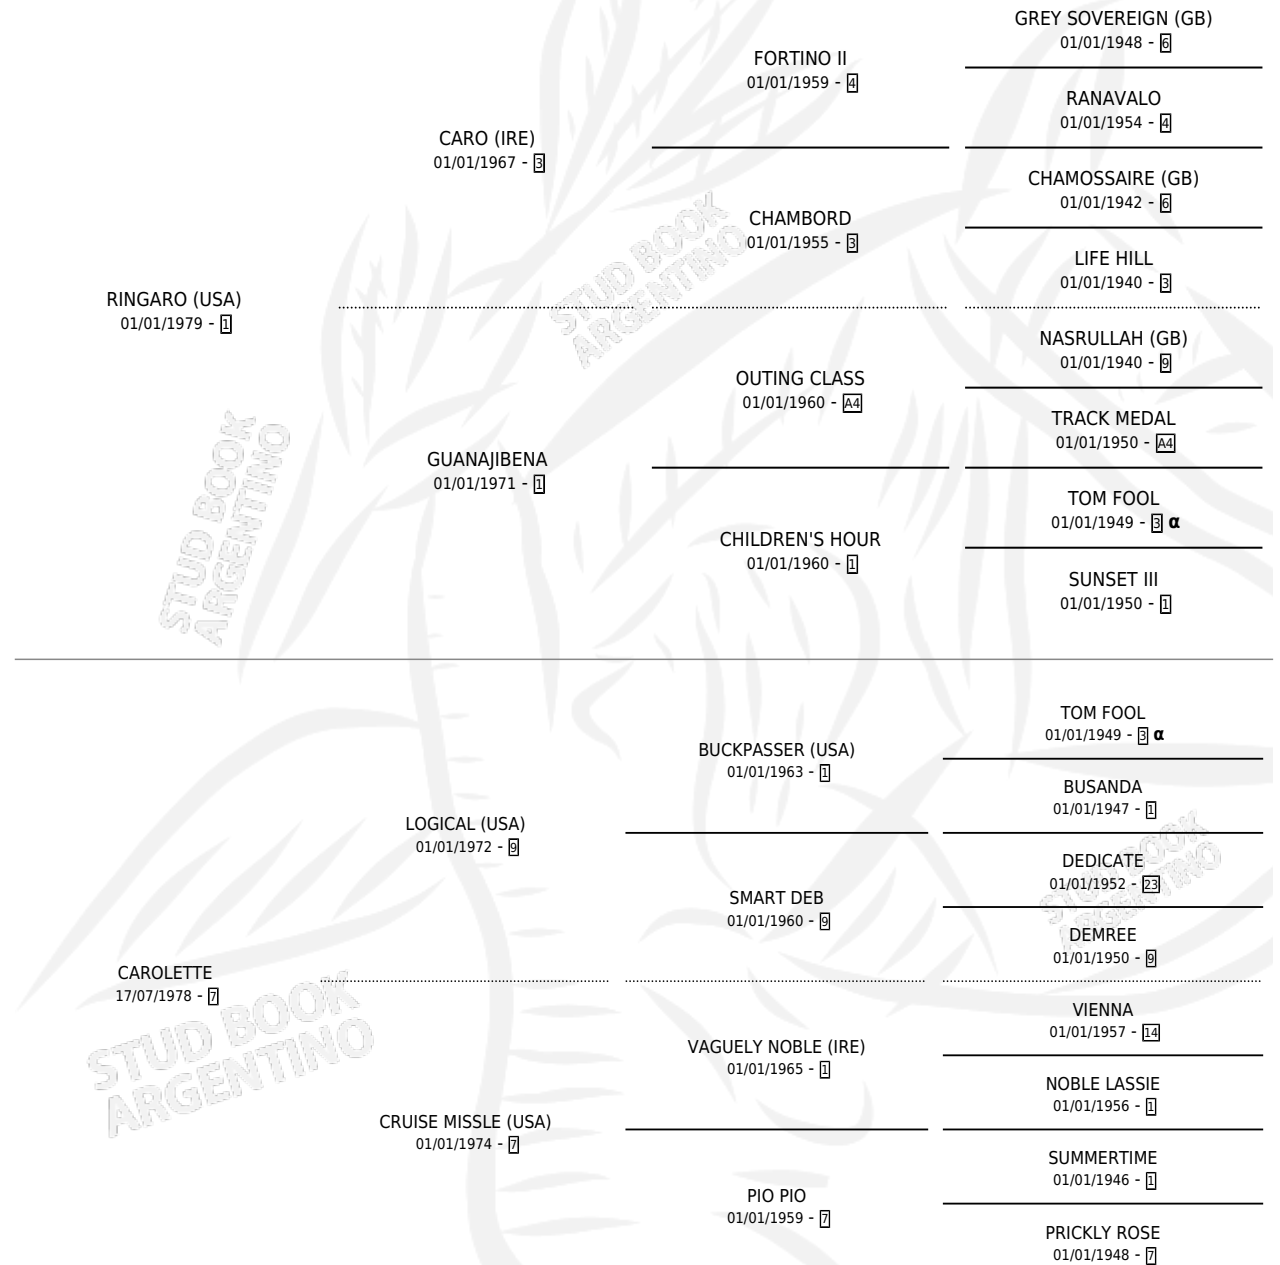 GREY SOVEREIGN (GB)
01/01/1948 - 6
FORTINO II
01/01/1959 - 4
RANAVALO
01/01/1954 - 4
CARO (IRE)
01/01/1967 - 3
CHAMOSSAIRE (GB)
01/01/1942 - 6
CHAMBORD
01/01/1955 - 3
LIFE HILL
01/01/1940 - 3
RINGARO (USA)
01/01/1979 - 1
NASRULLAH (GB)
01/01/1940 - 9
OUTING CLASS
01/01/1960 - A4
TRACK MEDAL
01/01/1950 - A4
GUANAJIBENA
01/01/1971 - 1
TOM FOOL
01/01/1949 - 3 α
CHILDREN'S HOUR
01/01/1960 - 1
SUNSET III
01/01/1950 - 1
TOM FOOL
01/01/1949 - 3 α
BUCKPASSER (USA)
01/01/1963 - 1
BUSANDA
01/01/1947 - 1
LOGICAL (USA)
01/01/1972 - 9
DEDICATE
01/01/1952 - 23
SMART DEB
01/01/1960 - 9
DEMREE
01/01/1950 - 9
CAROLETTE
17/07/1978 - 7
VIENNA
01/01/1957 - 14
VAGUELY NOBLE (IRE)
01/01/1965 - 1
NOBLE LASSIE
01/01/1956 - 1
CRUISE MISSLE (USA)
01/01/1974 - 7
SUMMERTIME
01/01/1946 - 1
PIO PIO
01/01/1959 - 7
PRICKLY ROSE
01/01/1948 - 7
STUD BOOK
ARGENTINO
STUD BOOK
ARGENTINO
STUD BOOK
ARGENTINO
STUD BOOK
ARGENTINO